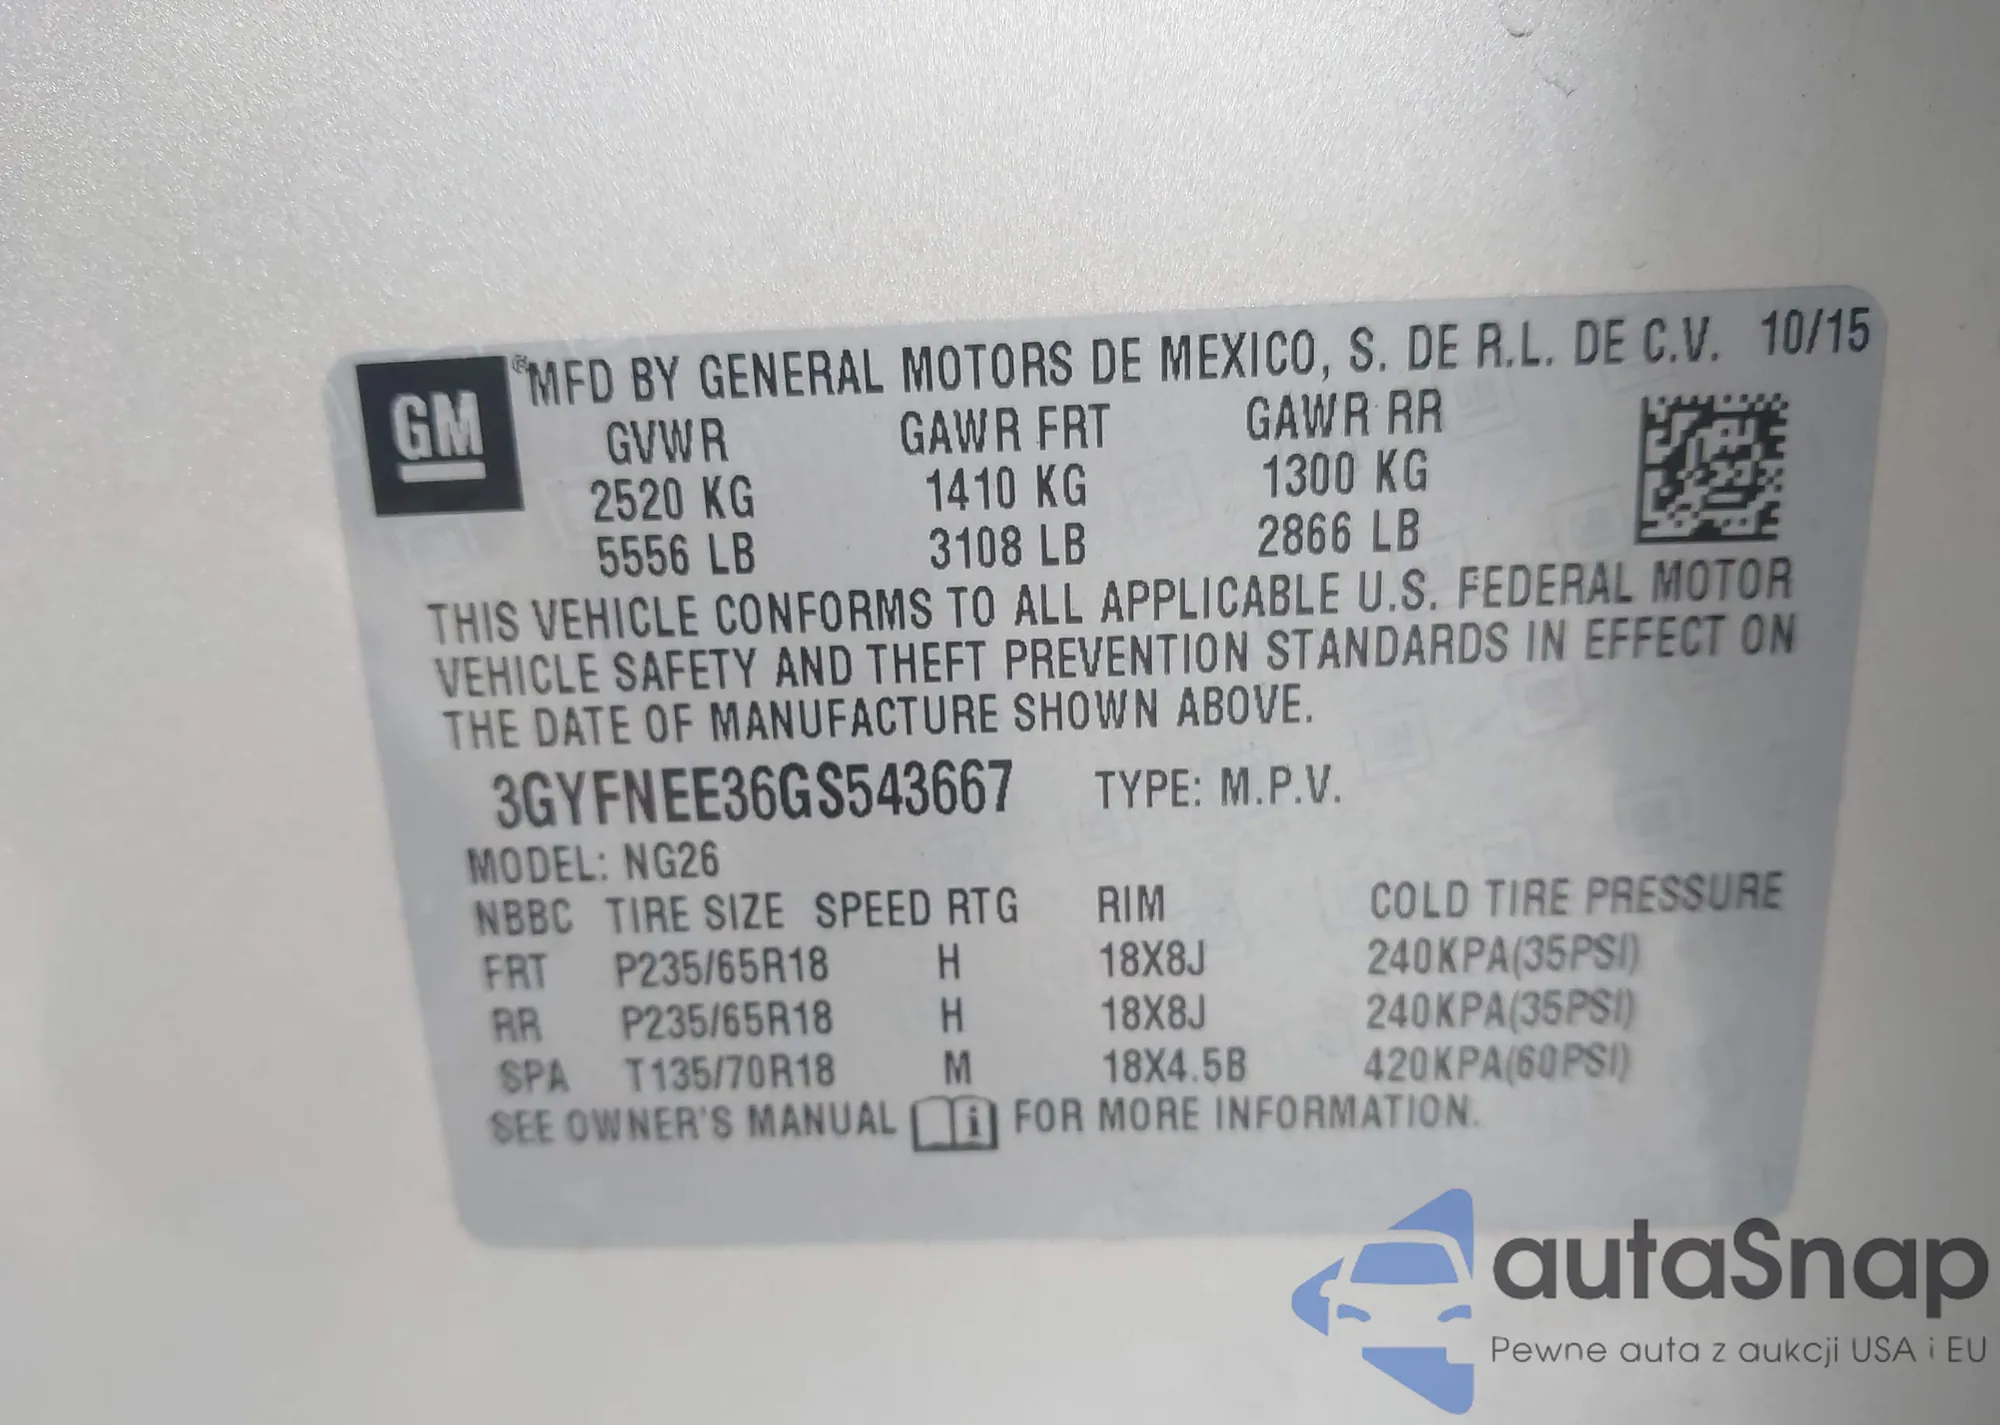 GM ® MFD BY GENERAL MOTORS DE MEXICO, S. DE R.L. DE C.V. 10/15
GVWR GAWR FRT GAWR RR
2520 KG 1410 KG 1300 KG
5556 LB 3108 LB 2866 LB
THIS VEHICLE CONFORMS TO ALL APPLICABLE U.S. FEDERAL MOTOR
VEHICLE SAFETY AND THEFT PREVENTION STANDARDS IN EFFECT ON
THE DATE OF MANUFACTURE SHOWN ABOVE.
3GYFNEE36GS543667 TYPE: M.P.V.
MODEL: NG26
NBBC TIRE SIZE SPEED RTG RIM COLD TIRE PRESSURE
FRT P235/65R18 H 18X8J 240KPA(35PSI)
RR P235/65R18 H 18X8J 240KPA(35PSI)
SPA T135/70R18 M 18X4.5B 420KPA(60PSI)
SEE OWNER'S MANUAL i FOR MORE INFORMATION.
autaSnap
Pewne auta z aukcji USA i EU